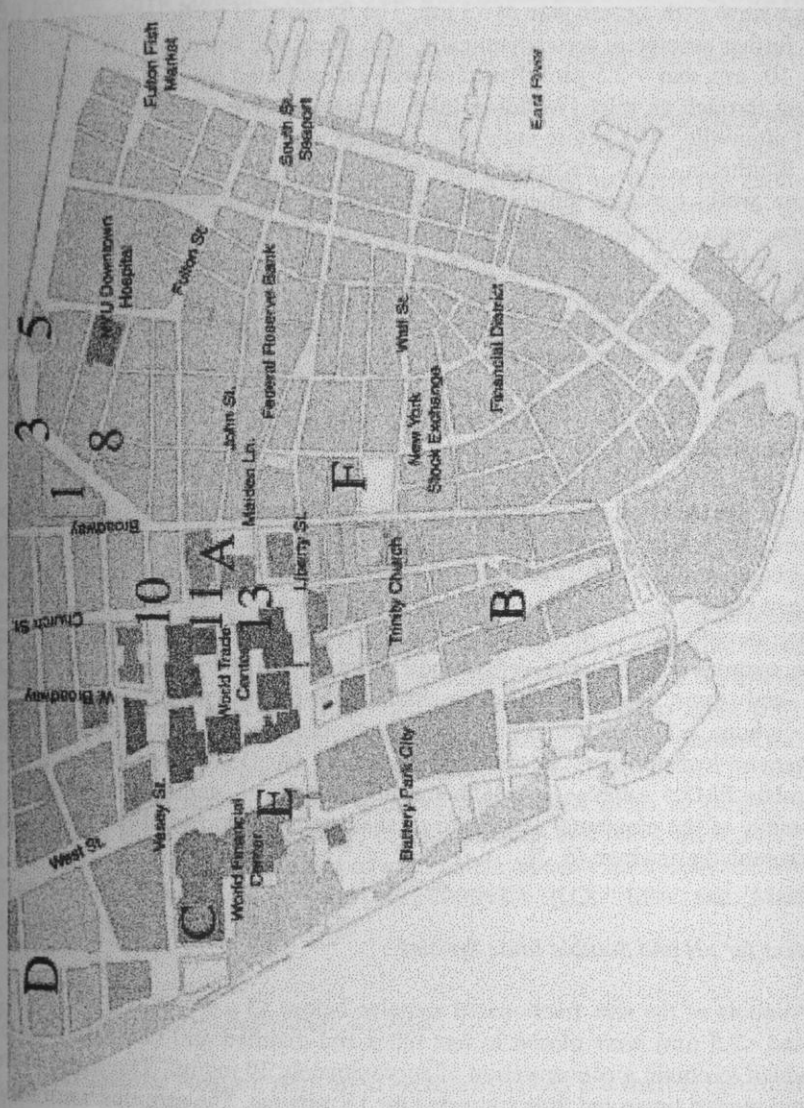 D
3
5
Church St.
W. Broadway
1
West St.
8
Broadway
NYU Downtown
Hospital
Fulton Fish
Market
10
Vesey St.
Fulton St.
C
11
A
John St.
World Trade
Center
13
Maiden Ln.
World Financial
Center
E
Federal Reserve Bank
South St.
Seaport
Liberty St.
F
Trinity Church
Wall St.
Battery Park City
New York
Stock Exchange
B
Financial District
East River